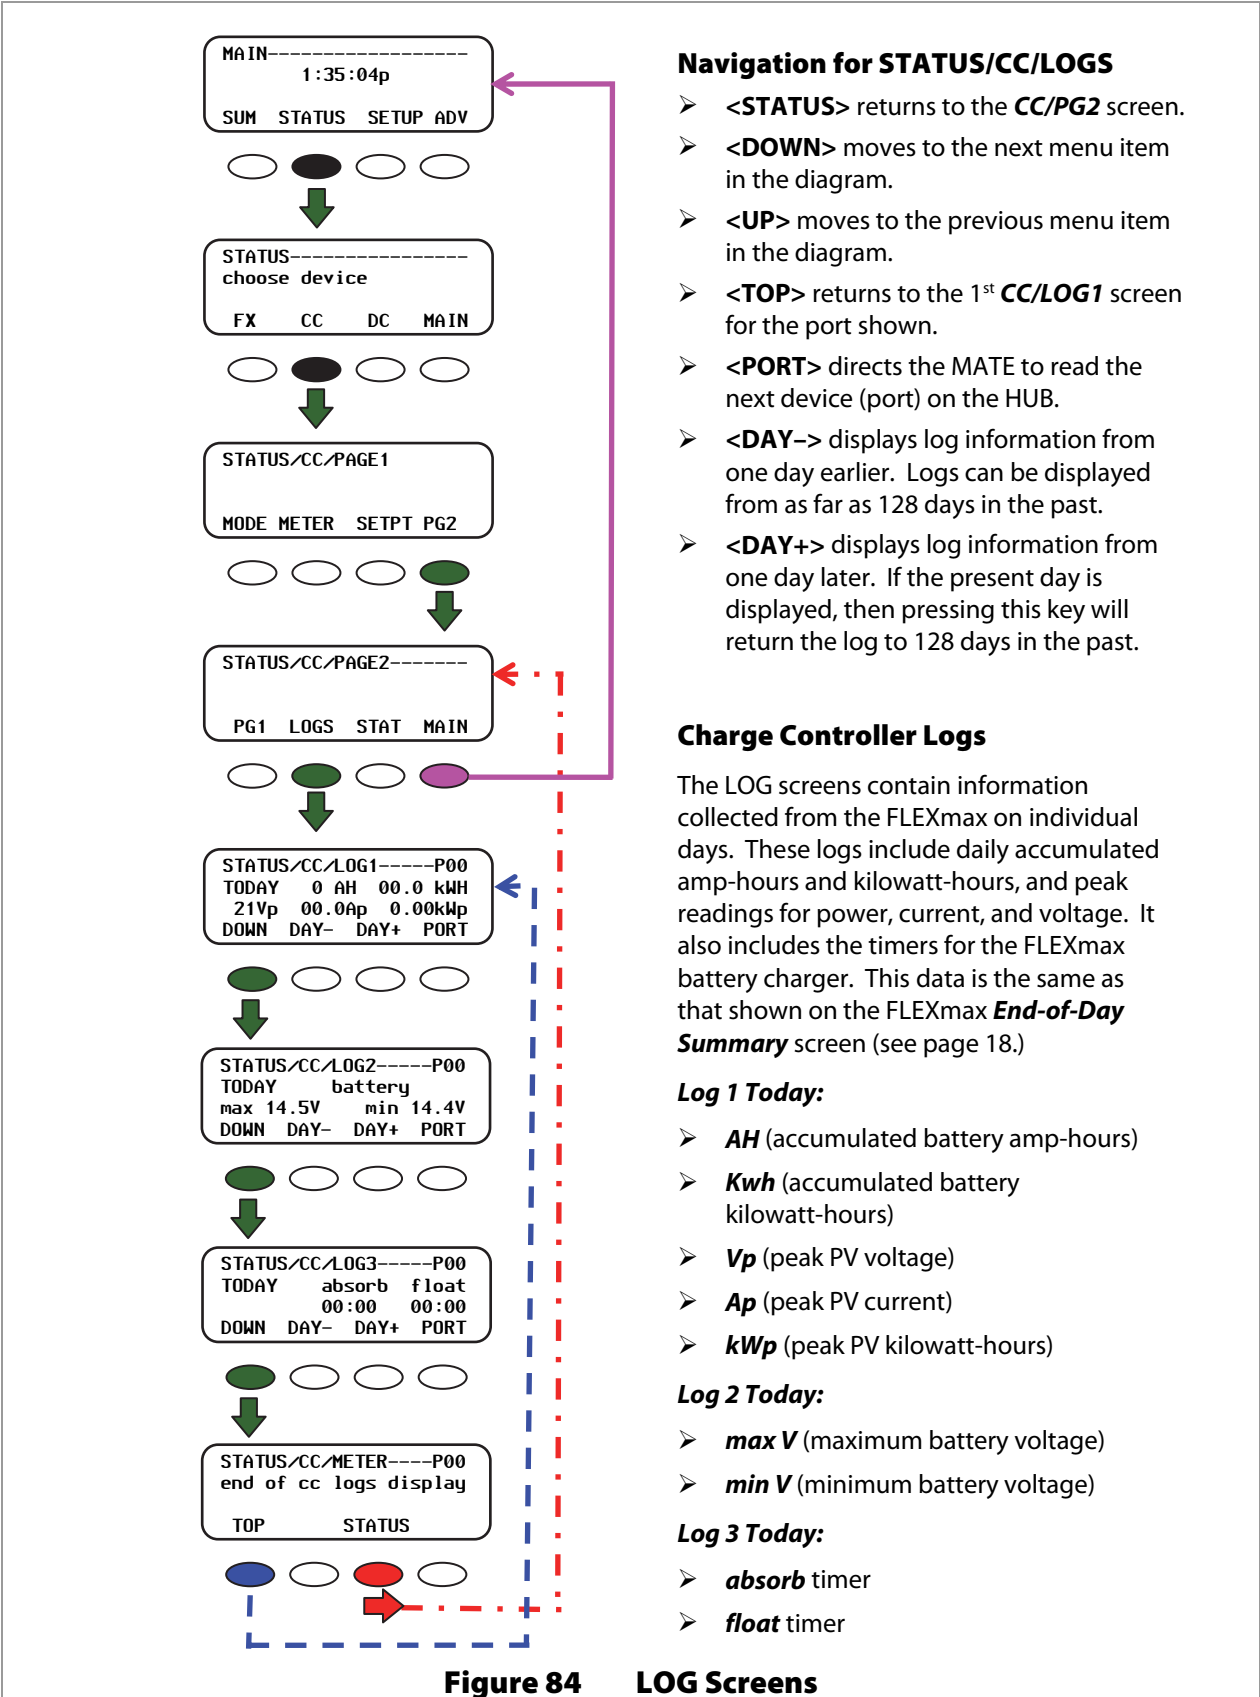 MAIN-------------------
1:35:04p
SUM STATUS SETUP ADV
STATUS-----------------
choose device
FX CC DC MAIN
STATUS/CC/PAGE1
MODE METER SETPT PG2
STATUS/CC/PAGE2-------
PG1 LOGS STAT MAIN
STATUS/CC/LOG1-----P00
TODAY 0 AH 00.0 kWH
21Vp 00.0Ap 0.00kWp
DOWN DAY- DAY+ PORT
STATUS/CC/LOG2-----P00
TODAY battery
max 14.5V min 14.4V
DOWN DAY- DAY+ PORT
STATUS/CC/LOG3-----P00
TODAY absorb float
00:00 00:00
DOWN DAY- DAY+ PORT
STATUS/CC/METER----P00
end of cc logs display
TOP STATUS
Navigation for STATUS/CC/LOGS
➢ <STATUS> returns to the CC/PG2 screen.
➢ <DOWN> moves to the next menu item
in the diagram.
➢ <UP> moves to the previous menu item
in the diagram.
➢ <TOP> returns to the 1st CC/LOG1 screen
for the port shown.
➢ <PORT> directs the MATE to read the
next device (port) on the HUB.
➢ <DAY–> displays log information from
one day earlier. Logs can be displayed
from as far as 128 days in the past.
➢ <DAY+> displays log information from
one day later. If the present day is
displayed, then pressing this key will
return the log to 128 days in the past.
Charge Controller Logs
The LOG screens contain information
collected from the FLEXmax on individual
days. These logs include daily accumulated
amp-hours and kilowatt-hours, and peak
readings for power, current, and voltage. It
also includes the timers for the FLEXmax
battery charger. This data is the same as
that shown on the FLEXmax End-of-Day
Summary screen (see page 18.)
Log 1 Today:
➢ AH (accumulated battery amp-hours)
➢ Kwh (accumulated battery
kilowatt-hours)
➢ Vp (peak PV voltage)
➢ Ap (peak PV current)
➢ kWp (peak PV kilowatt-hours)
Log 2 Today:
➢ max V (maximum battery voltage)
➢ min V (minimum battery voltage)
Log 3 Today:
➢ absorb timer
➢ float timer
Figure 84 LOG Screens